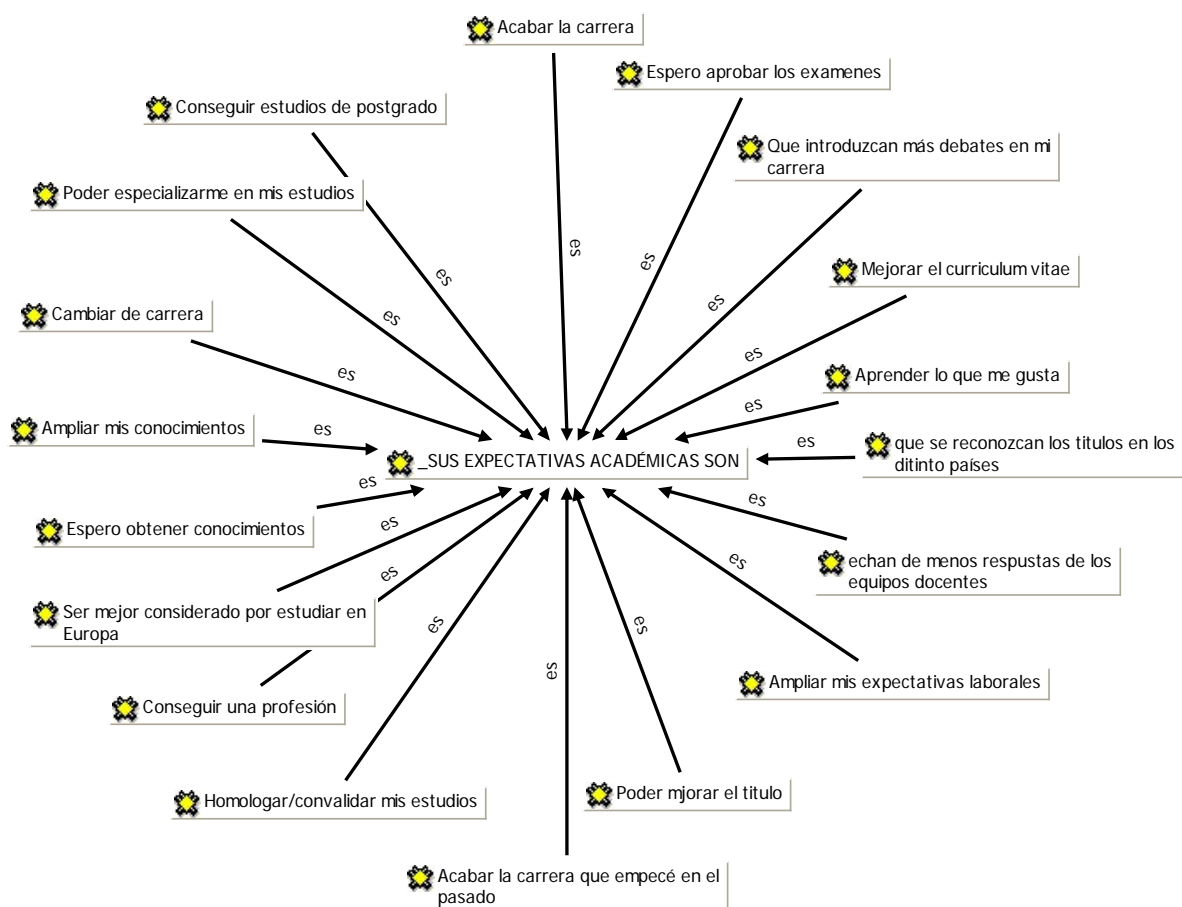 Acabar la carrera
Espero aprobar los examenes
Conseguir estudios de postgrado
Que introduzcan más debates en mi
carrera
Poder especializarme en mis estudios
es
es
Mejorar el curriculum vitae
es
es
Cambiar de carrera
es
es
es
Aprender lo que me gusta
es
Ampliar mis conocimientos
es
es
que se reconozcan los titulos en los
ditinto países
_SUS EXPECTATIVAS ACADÉMICAS SON
es
Espero obtener conocimientos
es
es
echan de menos respustas de los
equipos docentes
es
es
Ser mejor considerado por estudiar en
Europa
es
es
es
Ampliar mis expectativas laborales
Conseguir una profesión
Homologar/convalidar mis estudios
Poder mjorar el titulo
Acabar la carrera que empecé en el
pasado